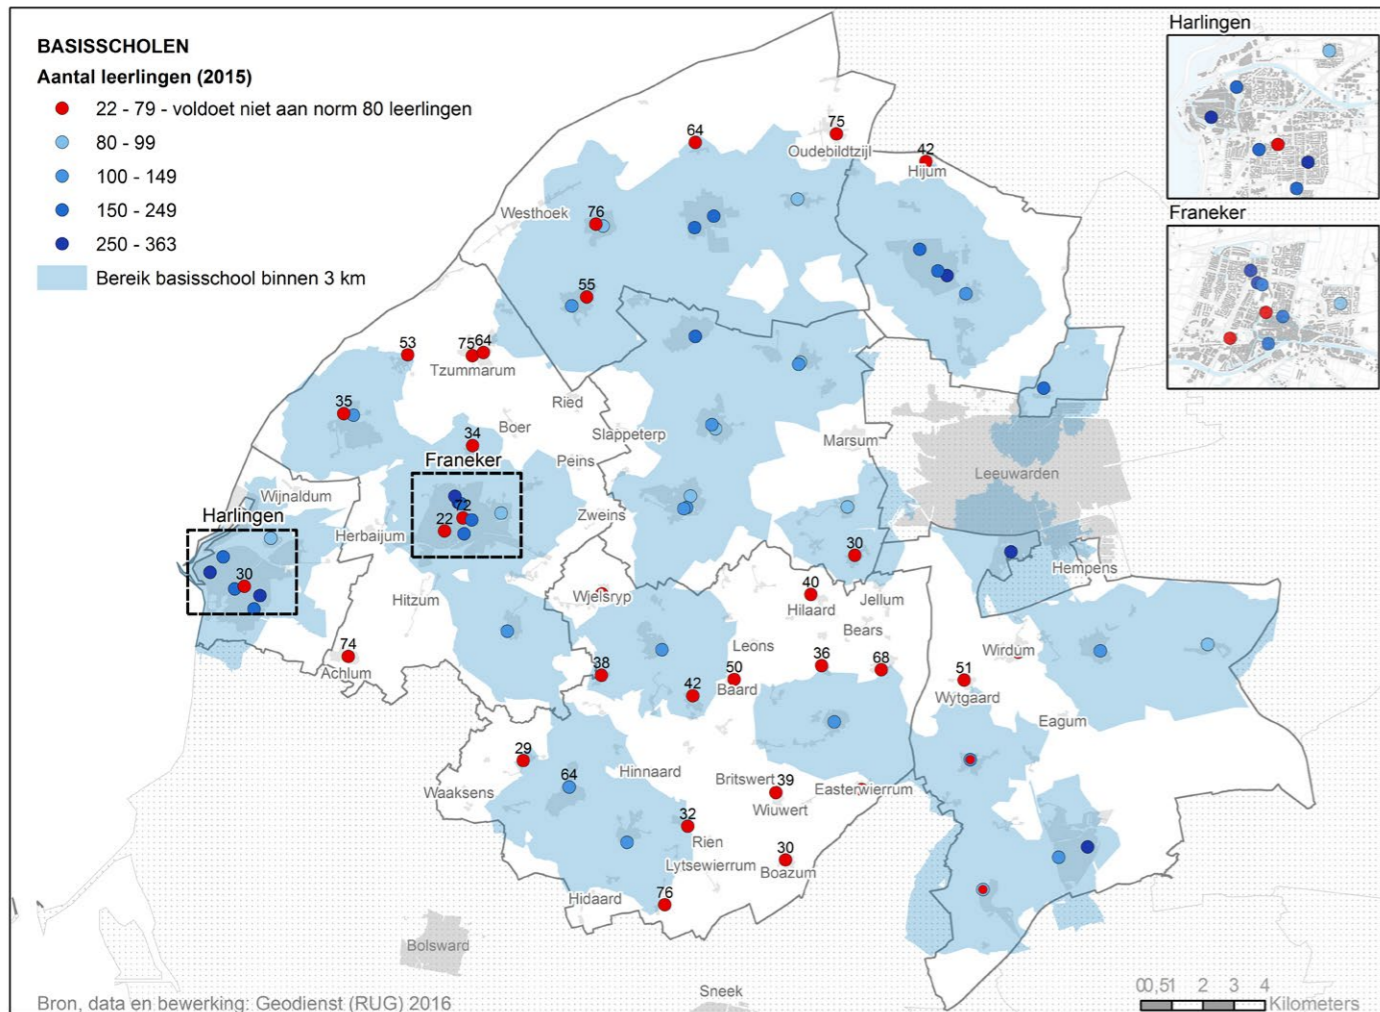 BASISSCHOLEN
Aantal leerlingen (2015)
22 - 79 - voldoet niet aan norm 80 leerlingen
80 - 99
100 - 149
150 - 249
250 - 363
Bereik basisschool binnen 3 km
Harlingen
Franeker
64
75
Oudebildtzijl
42
Hijum
Westhoek
76
55
53
75
64
Tzummarum
35
Ried
Boer
Slappeterp
Marsum
34
Franeker
Peins
Leeuwarden
Wijnaldum
Harlingen
72
22
Zweins
Herbaijum
30
30
Hempens
Wjelsryp
40
Hilaard
Jellum
Hitzum
Bears
Leons
Wirdum
74
Achlum
38
50
Baard
36
68
51
Wytgaard
42
Eagum
29
64
Hinnaard
Britswert
39
Easterwierrum
Waaksens
Wiuwert
32
Rien
30
Boazum
Lytsewierrum
76
Hidaard
Bolsward
Sneek
Bron, data en bewerking: Geodienst (RUG) 2016
00,51 2 3 4
Kilometers